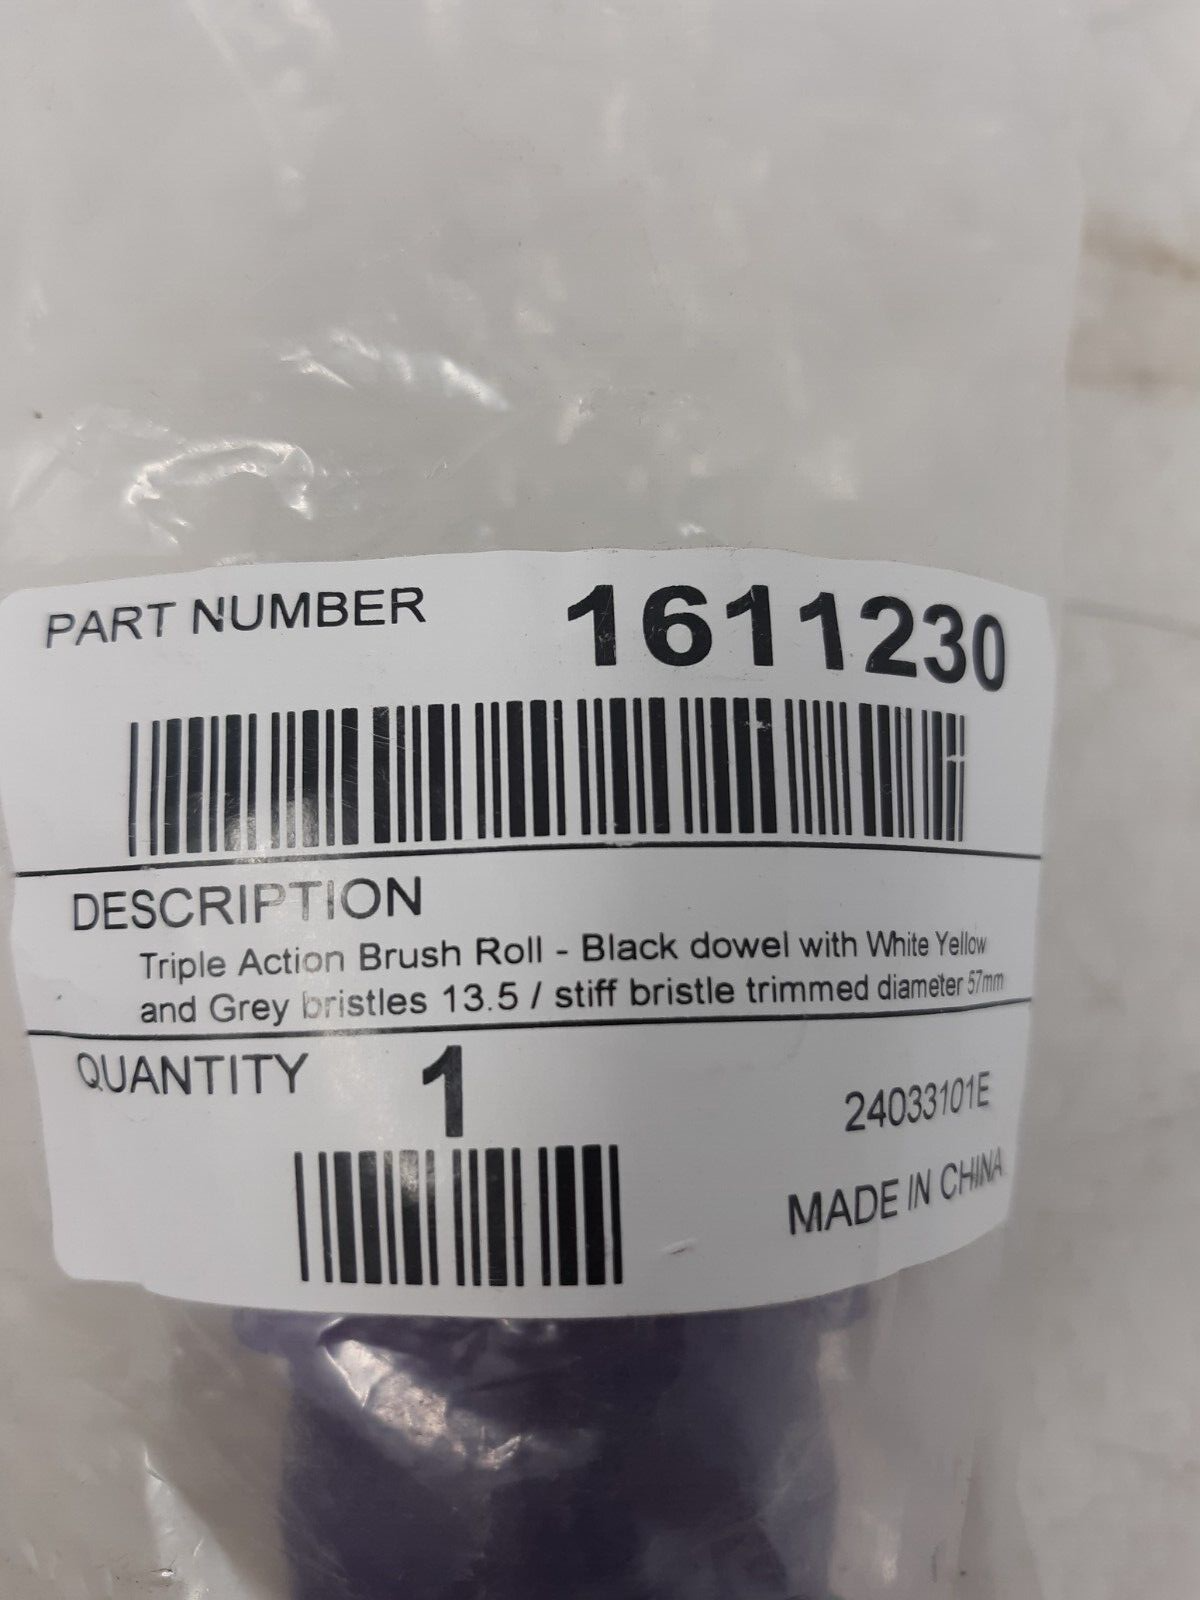 PART NUMBER 1611230
DESCRIPTION
Triple Action Brush Roll - Black dowel with White Yellow
and Grey bristles 13.5 / stiff bristle trimmed diameter 57mm
QUANTITY 1
24033101E
MADE IN CHINA